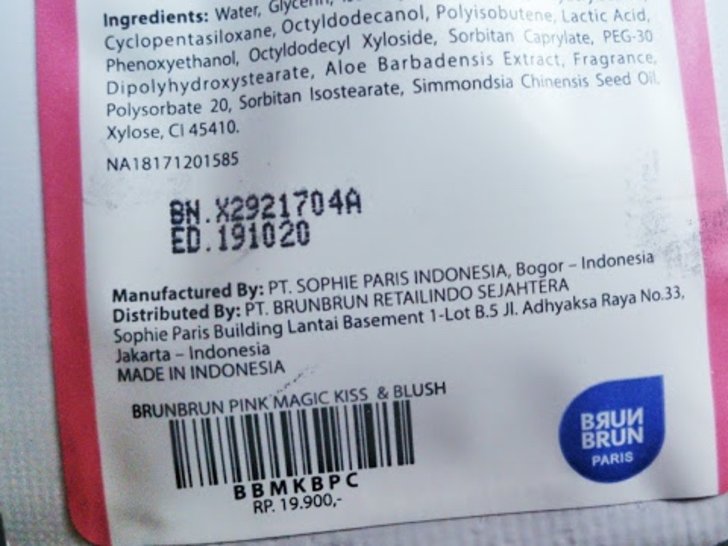 Ingredients: Water, Glycerin,
Cyclopentasiloxane, Octyldodecanol, Polyisobutene, Lactic Acid,
Phenoxyethanol, Octyldodecyl Xyloside, Sorbitan Caprylate, PEG-30
Dipolyhydroxystearate, Aloe Barbadensis Extract, Fragrance,
Polysorbate 20, Sorbitan Isostearate, Simmondsia Chinensis Seed Oil,
Xylose, CI 45410.
NA18171201585
BN.X2921704A
ED.191020
Manufactured By: PT. SOPHIE PARIS INDONESIA, Bogor – Indonesia
Distributed By: PT. BRUNBRUN RETAILINDO SEJAHTERA
Sophie Paris Building Lantai Basement 1-Lot B.5 Jl. Adhyaksa Raya No.33,
Jakarta – Indonesia
MADE IN INDONESIA
BRUNBRUN PINK MAGIC KISS & BLUSH
BBMKBPC
RP. 19.900,-
BЯUИ
BRUN
PARIS